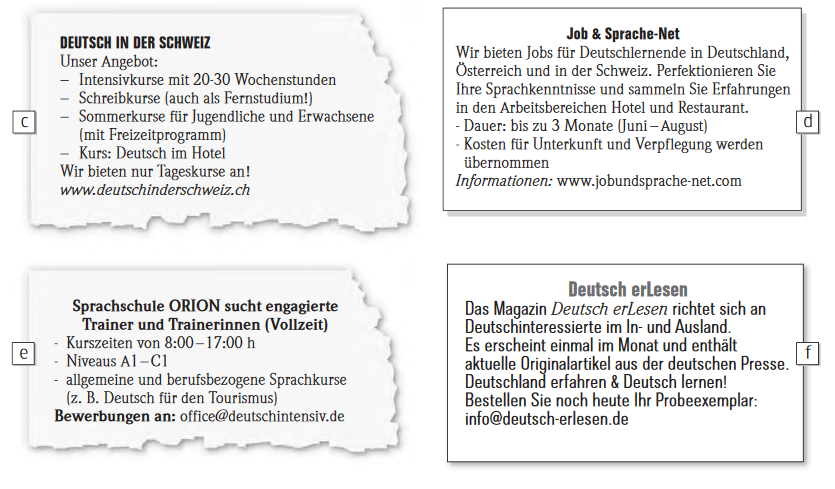 c
DEUTSCH IN DER SCHWEIZ
Unser Angebot:
– Intensivkurse mit 20-30 Wochenstunden
– Schreibkurse (auch als Fernstudium!)
– Sommerkurse für Jugendliche und Erwachsene
(mit Freizeitprogramm)
– Kurs: Deutsch im Hotel
Wir bieten nur Tageskurse an!
www.deutschinderschweiz.ch
d
Job & Sprache-Net
Wir bieten Jobs für Deutschlernende in Deutschland,
Österreich und in der Schweiz. Perfektionieren Sie
Ihre Sprachkenntnisse und sammeln Sie Erfahrungen
in den Arbeitsbereichen Hotel und Restaurant.
- Dauer: bis zu 3 Monate (Juni–August)
- Kosten für Unterkunft und Verpflegung werden
übernommen
Informationen: www.jobundsprache-net.com
e
Sprachschule ORION sucht engagierte
Trainer und Trainerinnen (Vollzeit)
- Kurszeiten von 8:00–17:00 h
- Niveaus A1–C1
- allgemeine und berufsbezogene Sprachkurse
(z. B. Deutsch für den Tourismus)
Bewerbungen an: office@deutschintensiv.de
f
Deutsch erLesen
Das Magazin Deutsch erLesen richtet sich an
Deutschinteressierte im In- und Ausland.
Es erscheint einmal im Monat und enthält
aktuelle Originalartikel aus der deutschen Presse.
Deutschland erfahren & Deutsch lernen!
Bestellen Sie noch heute Ihr Probeexemplar:
info@deutsch-erlesen.de